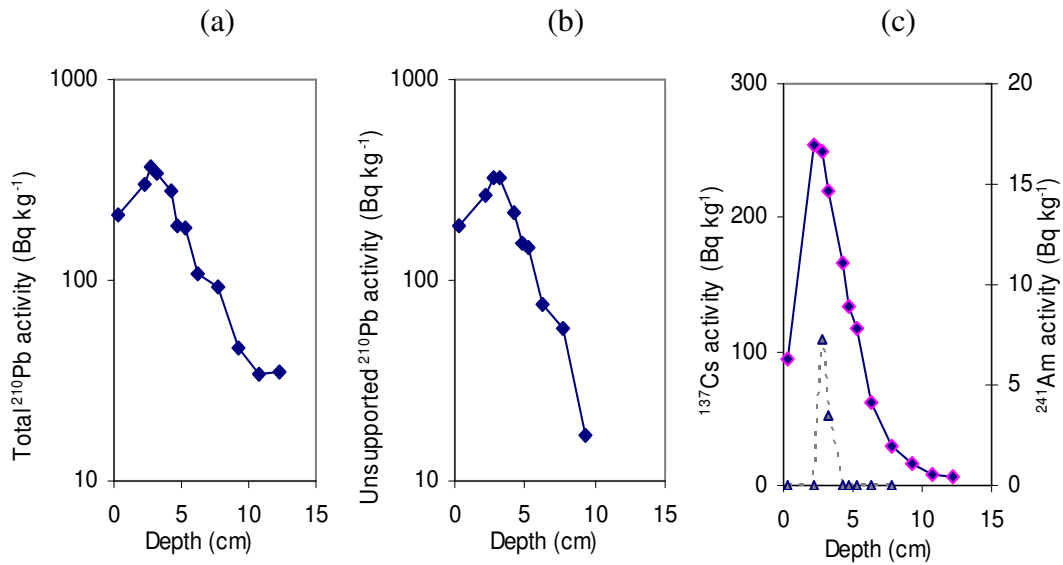 (a)
Total ²¹⁰Pb activity (Bq kg⁻¹)
1000
100
10
0 5 10 15
Depth (cm)
(b)
Unsupported ²¹⁰Pb activity (Bq kg⁻¹)
1000
100
10
0 5 10 15
Depth (cm)
(c)
¹³⁷Cs activity (Bq kg⁻¹)
300
200
100
0
20
15
10
5
0
²⁴¹Am activity (Bq kg⁻¹)
0 5 10 15
Depth (cm)